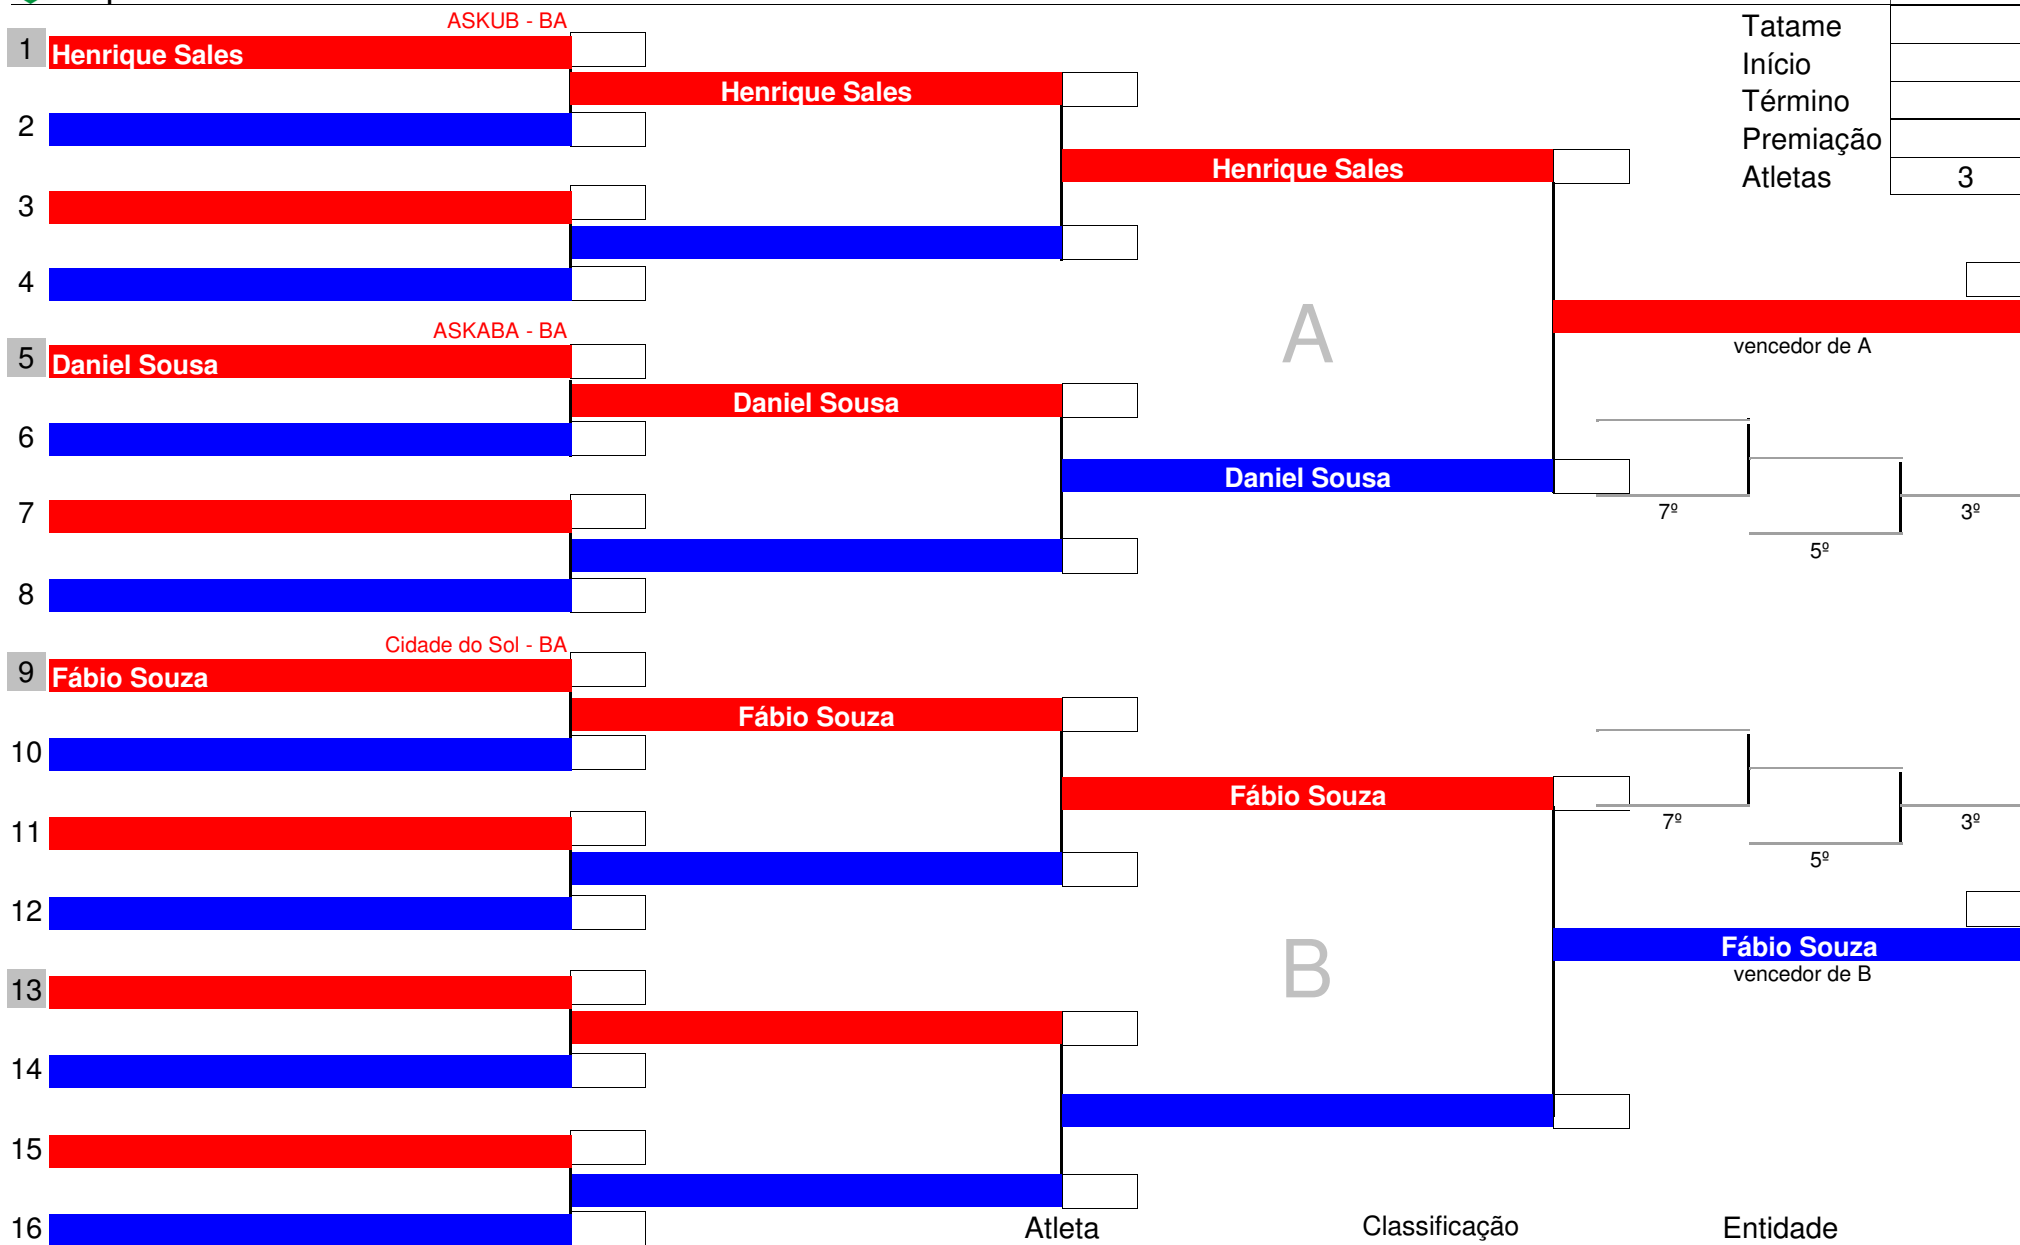 ASKUB - BA
Tatame
1 Henrique Sales
Início
Henrique Sales
Término
2
Premiação
Henrique Sales
Atletas 3
3
4
ASKABA - BA
A
vencedor de A
5 Daniel Sousa
Daniel Sousa
6
Daniel Sousa
7
7º
3º
5º
8
Cidade do Sol - BA
9 Fábio Souza
Fábio Souza
10
Fábio Souza
11
7º
3º
5º
12
Fábio Souza
B
vencedor de B
13
14
15
16
Atleta Classificação Entidade